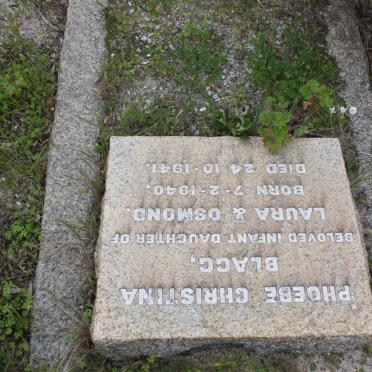 PHOEBE CHRISTINA
BLAGG,
BELOVED INFANT DAUGHTER OF
LAURA & OSMOND.
BORN 7-2-1940,
DIED 24-10-1941.